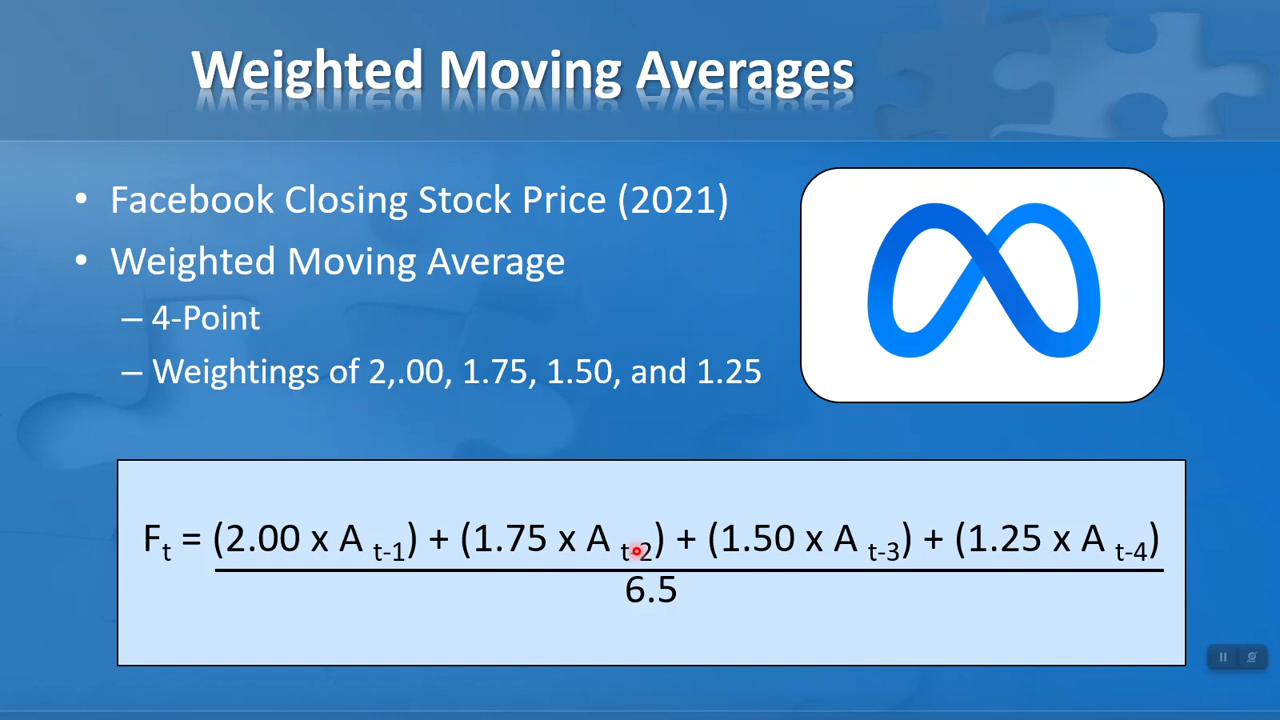 Weighted Moving Averages
• Facebook Closing Stock Price (2021)
• Weighted Moving Average
– 4-Point
– Weightings of 2,.00, 1.75, 1.50, and 1.25
Ft = (2.00 x A t-1) + (1.75 x A t-2) + (1.50 x A t-3) + (1.25 x A t-4)
6.5